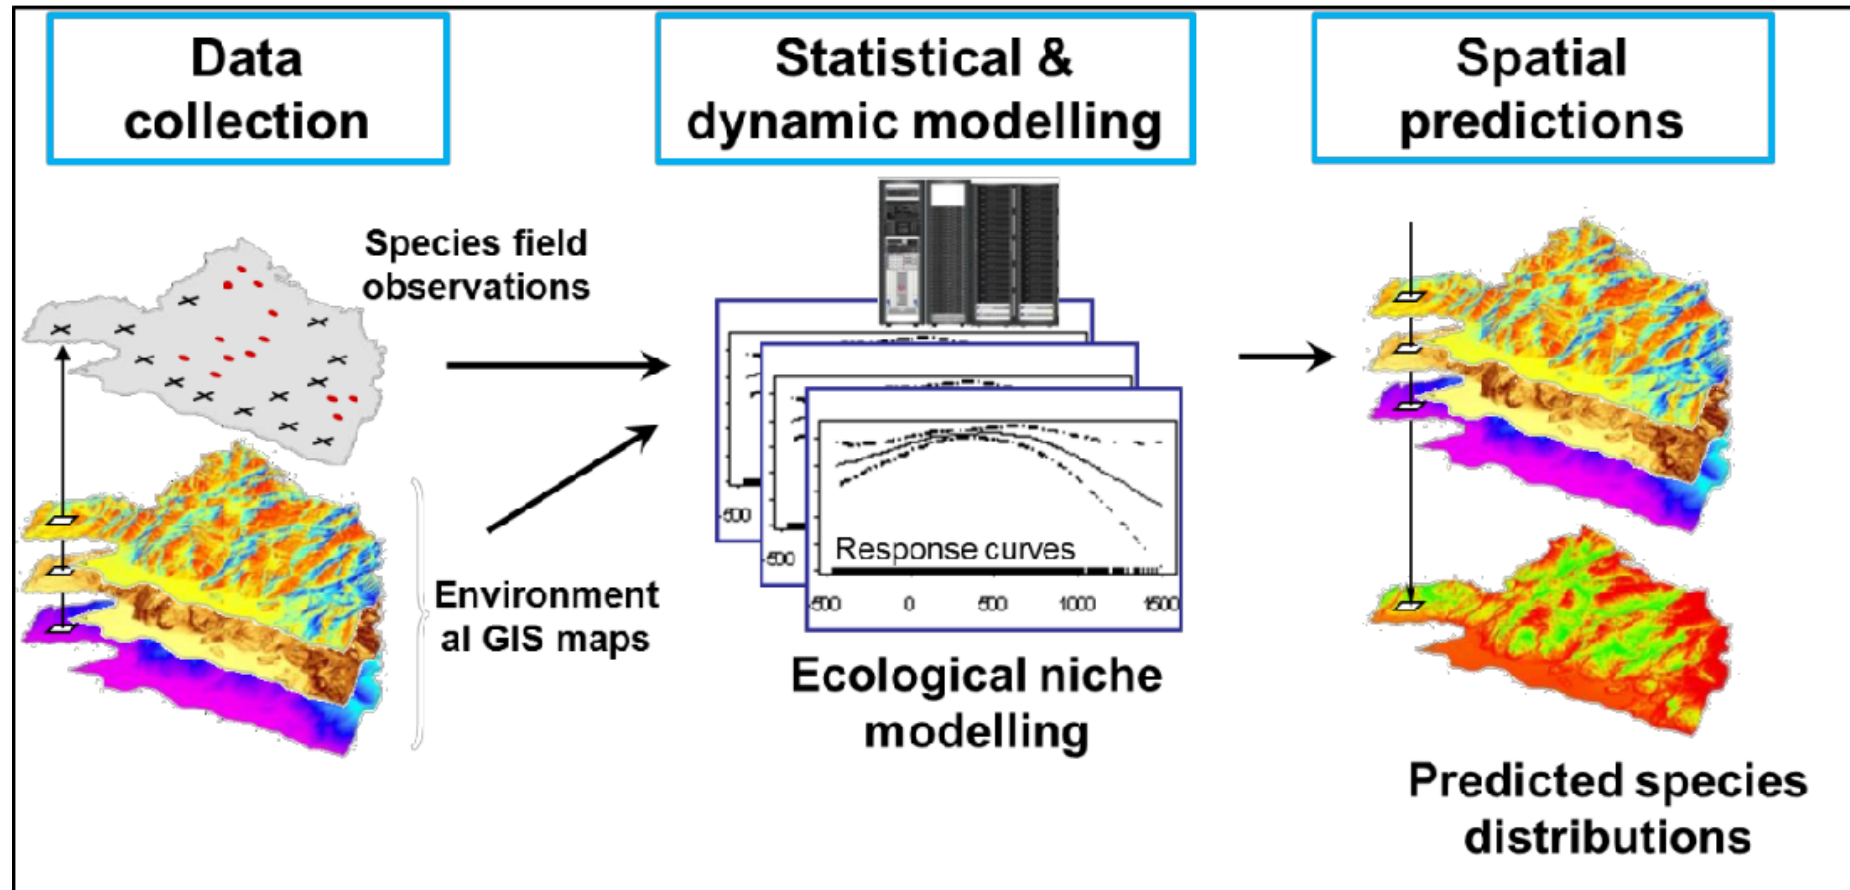 Data
collection
Statistical &
dynamic modelling
Spatial
predictions
Species field
observations
Environment
al GIS maps
-500
-500
Response curves
-500 0 500 1000 1500
Ecological niche
modelling
Predicted species
distributions